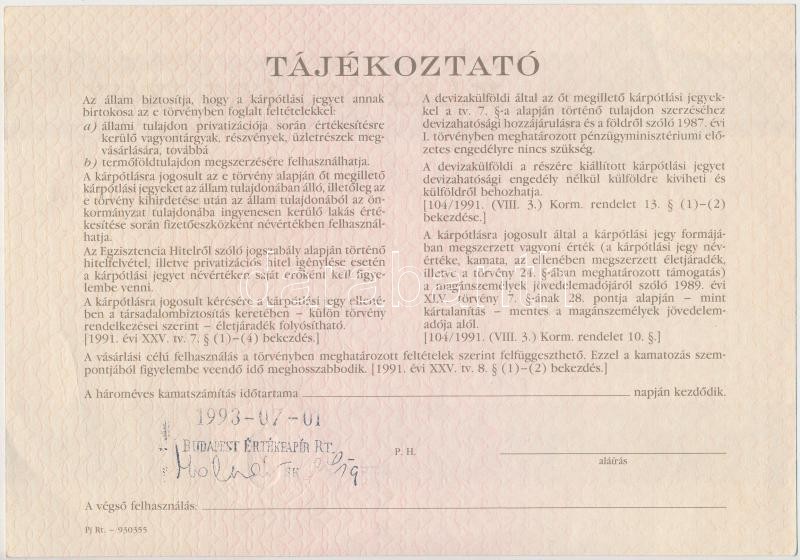 TÁJÉKOZTATÓ
Az állam biztosítja, hogy a kárpótlási jegyet annak
birtokosa az e törvényben foglalt feltételekkel:
a) állami tulajdon privatizációja során értékesítésre
kerülő vagyontárgyak, részvények, üzletrészek meg-
vásárlására, továbbá
b) termőföldtulajdon megszerzésére felhasználhatja.
A kárpótlásra jogosult az e törvény alapján őt megillető
kárpótlási jegyeket az állam tulajdonában álló, illetőleg az
e törvény kihirdetése után az állam tulajdonából az ön-
kormányzat tulajdonába ingyenesen kerülő lakás érté-
kesítése során fizetőeszközként névértékben felhasznál-
hatja.
Az Egzisztencia Hitelről szóló jogszabály alapján történő
hitelfelvétel, illetve privatizációs hitel igénylése esetén
a kárpótlási jegyet névértéken saját erőként kell figye-
lembe venni.
A kárpótlásra jogosult kérésére a kárpótlási jegy ellené-
ben a társadalombiztosítás keretében – külön törvény
rendelkezései szerint – életjáradék folyósítható.
[1991. évi XXV. tv. 7. § (1)–(4) bekezdés.]
A devizakülföldi által az őt megillető kárpótlási jegyek-
kel a tv. 7. §-a alapján történő tulajdon szerzéséhez
devizahatósági hozzájárulásra és a földről szóló 1987. évi
I. törvényben meghatározott pénzügyminisztériumi elő-
zetes engedélyre nincs szükség.
A devizakülföldi a részére kiállított kárpótlási jegyet
devizahatósági engedély nélkül külföldre kiviheti és
külföldről behozhatja.
[104/1991. (VIII. 3.) Korm. rendelet 13. § (1)–(2)
bekezdése.]
A kárpótlásra jogosult által a kárpótlási jegy formájá-
ban megszerzett vagyoni érték (a kárpótlási jegy név-
értéke, kamata, az ellenében megszerzett életjáradék,
illetve a törvény 24. §-ában meghatározott támogatás)
a magánszemélyek jövedelemadójáról szóló 1989. évi
XLV. törvény 7. §-ának 28. pontja alapján – mint
kártalanítás – mentes a magánszemélyek jövedelem-
adója alól.
[104/1991. (VIII. 3.) Korm. rendelet 10. §.]
A vásárlási célú felhasználás a törvényben meghatározott feltételek szerint felfüggeszthető. Ezzel a kamatozás szem-
pontjából figyelembe veendő idő meghosszabbodik. [1991. évi XXV. tv. 8. § (1)–(2) bekezdés.]
A hároméves kamatszámítás időtartama napján kezdődik.
1993-07-01
BUDAPEST ÉRTÉKPAPÍR RT.
P. H.
aláírás
A végső felhasználás:
Pj Rt. – 930355